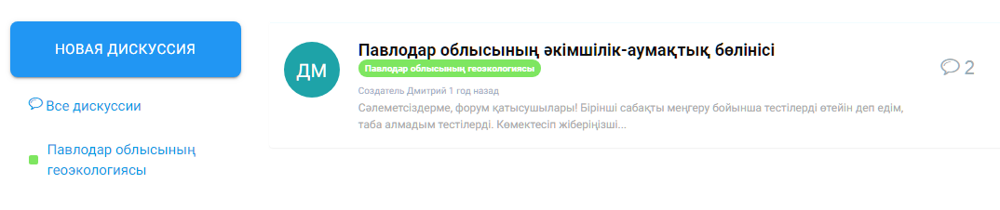 НОВАЯ ДИСКУССИЯ
Все дискуссии
Павлодар облысының
геоэкологиясы
ДМ
Павлодар облысының әкімшілік-аумақтық бөлінісі
Павлодар облысының геоэкологиясы
Создатель Дмитрий 1 год назад
Сәлеметсіздерме, форум қатысушылары! Бірінші сабақты меңгеру бойынша тестілерді өтейін деп едім,
таба алмадым тестілерді. Көмектесіп жіберіңізші...
2